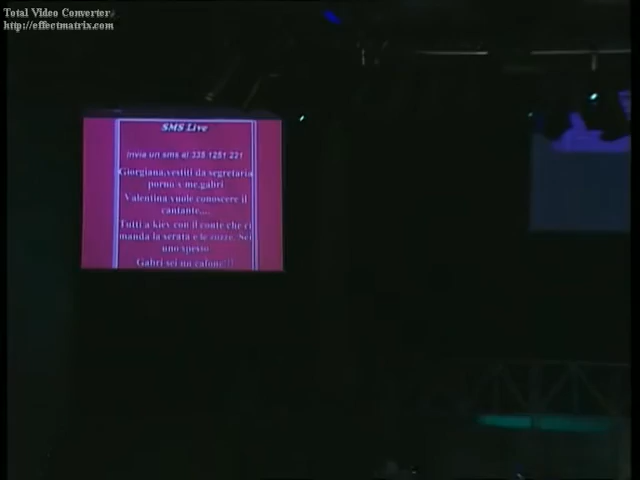 Total Video Converter
http://effectmatrix.com
SMS Live
invia un sms al 335 1251 221
Giorgiana,vestiti da segretaria
porno x me,gabri
Valentina vuole conoscere il
cantante....
Tutti a kiev con il conte che ci
manda la serata e le cozze. Sei
uno spesso
Gabri sei un cafone!!!